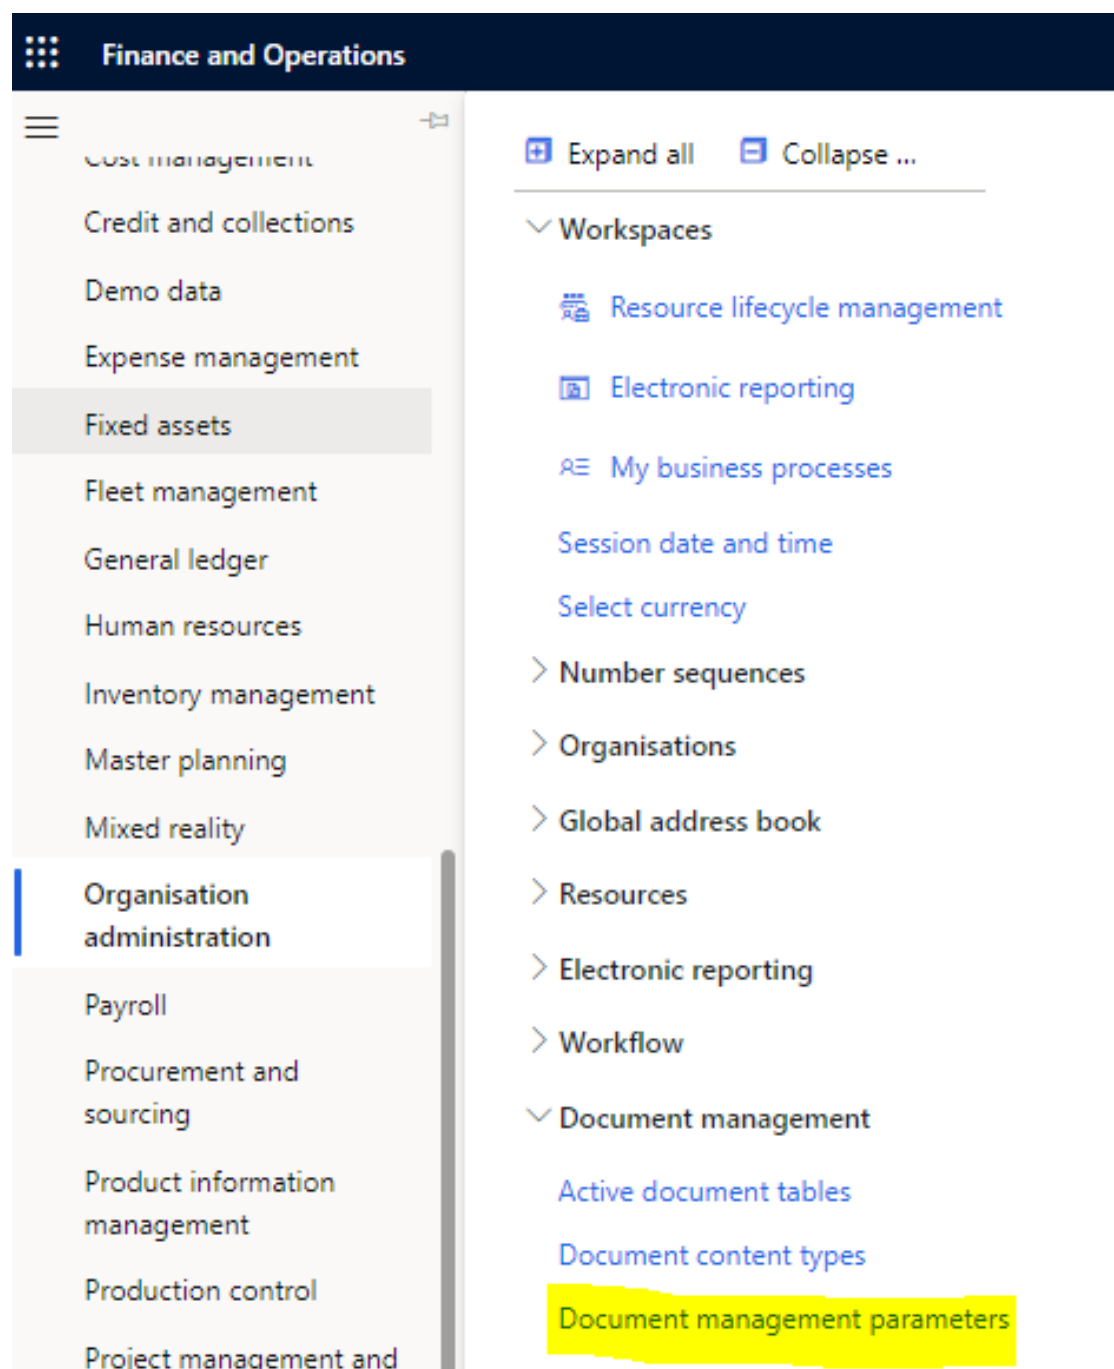 Finance and Operations
Cost management
Credit and collections
Demo data
Expense management
Fixed assets
Fleet management
General ledger
Human resources
Inventory management
Master planning
Mixed reality
Organisation
administration
Payroll
Procurement and
sourcing
Product information
management
Production control
Project management and
Expand all
Collapse ...
Workspaces
Resource lifecycle management
Electronic reporting
My business processes
Session date and time
Select currency
Number sequences
Organisations
Global address book
Resources
Electronic reporting
Workflow
Document management
Active document tables
Document content types
Document management parameters